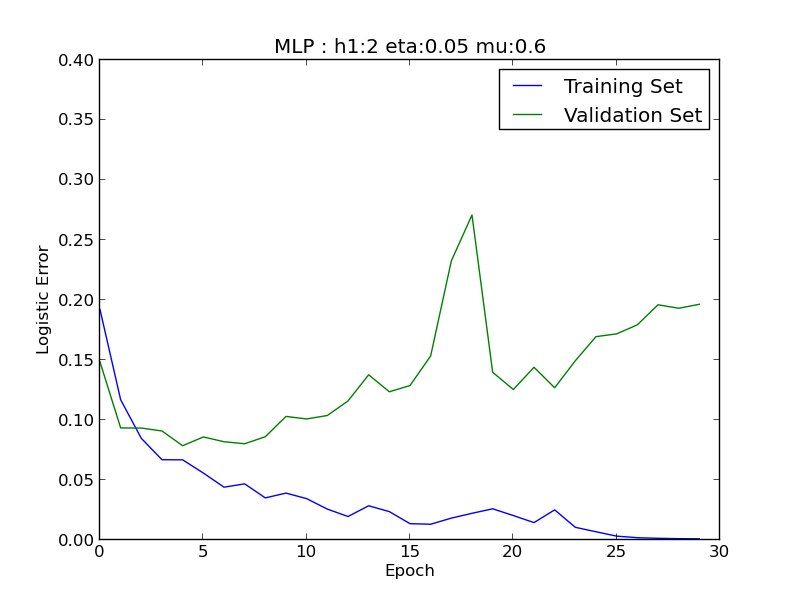 MLP : h1:2 eta:0.05 mu:0.6
Training Set
Validation Set
0.40
0.35
0.30
0.25
0.20
0.15
0.10
0.05
0.00
Logistic Error
0 5 10 15 20 25 30
Epoch